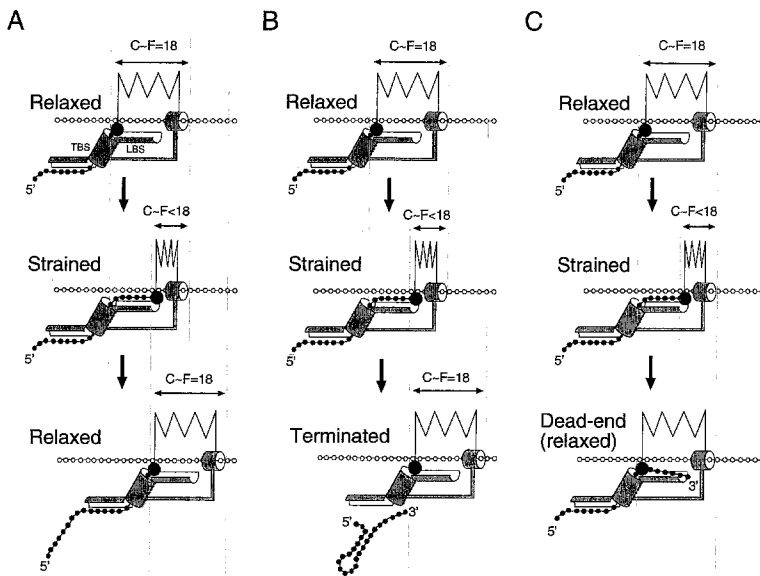 A
C~F=18
Relaxed
TBS
LBS
5'
C~F<18
Strained
5'
C~F=18
Relaxed
5'
B
C~F=18
Relaxed
5'
C~F<18
Strained
5'
C~F=18
Terminated
5'
3'
C
C~F=18
Relaxed
5'
C~F<18
Strained
5'
Dead-end
(relaxed)
3'
5'